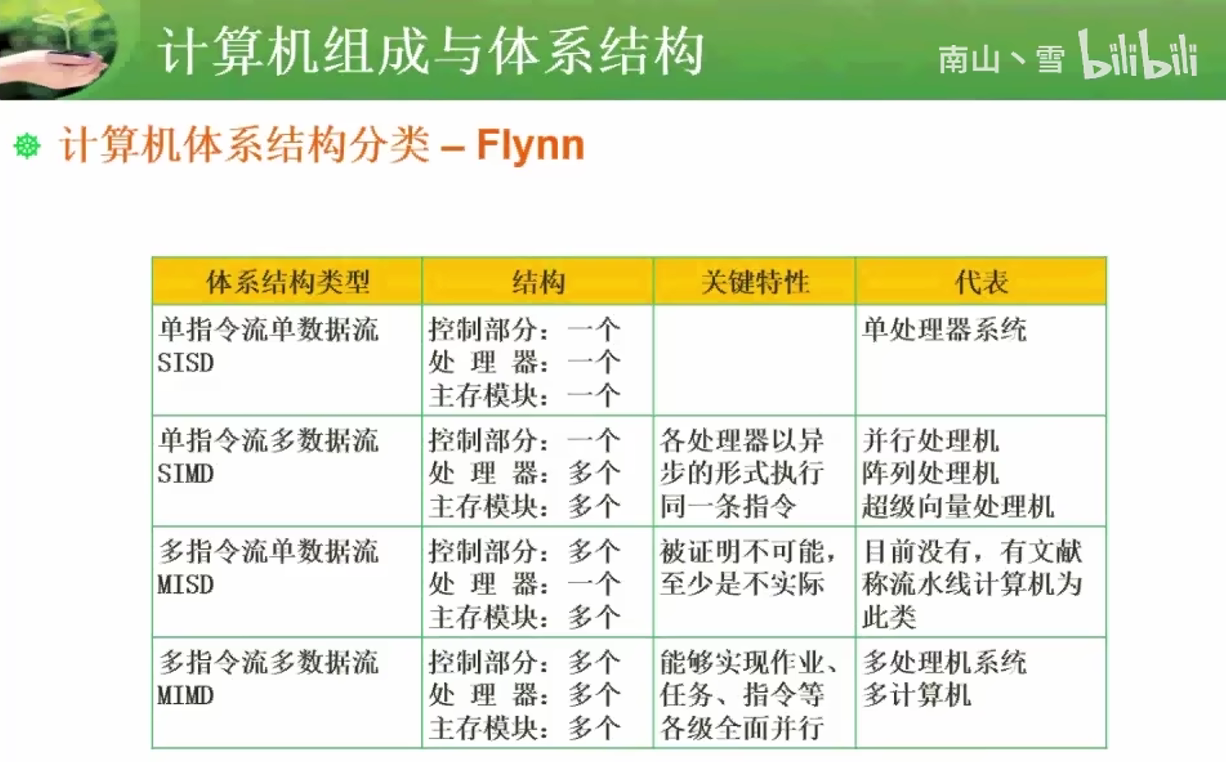 计算机组成与体系结构
南山丶雪 bilibili
计算机体系结构分类 – Flynn
体系结构类型 结构 关键特性 代表
单指令流单数据流
SISD
控制部分：一个
处 理 器：一个
主存模块：一个
单处理器系统
单指令流多数据流
SIMD
控制部分：一个
处 理 器：多个
主存模块：多个
各处理器以异
步的形式执行
同一条指令
并行处理机
阵列处理机
超级向量处理机
多指令流单数据流
MISD
控制部分：多个
处 理 器：一个
主存模块：多个
被证明不可能，
至少是不实际
目前没有，有文献
称流水线计算机为
此类
多指令流多数据流
MIMD
控制部分：多个
处 理 器：多个
主存模块：多个
能够实现作业、
任务、指令等
各级全面并行
多处理机系统
多计算机